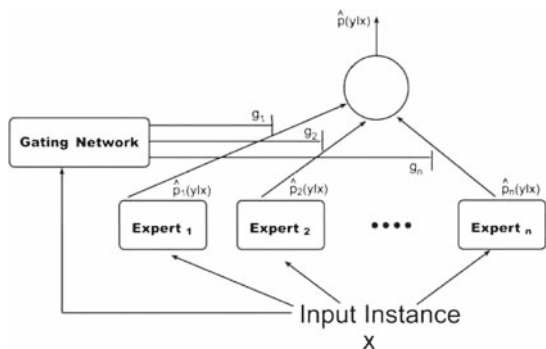 p̂(y|x)
g₁
g₂
Gating Network
gₙ
p̂₁(y|x)
p̂₂(y|x)
p̂ₙ(y|x)
Expert ₁
Expert ₂
••••
Expert ₙ
Input Instance
x